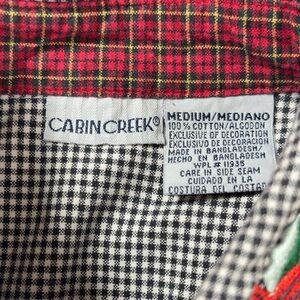 CABIN CREEK®
MEDIUM/MEDIANO
100% COTTON/ALGODON
EXCLUSIVE OF DECORATION
EXCLUSIVO DE DECORACION
MADE IN BANGLADESH/
HECHO EN BANGLADESH
WPL # 11935
CARE IN SIDE SEAM
CUIDADO EN LA
COSTURA DEL COSTADO